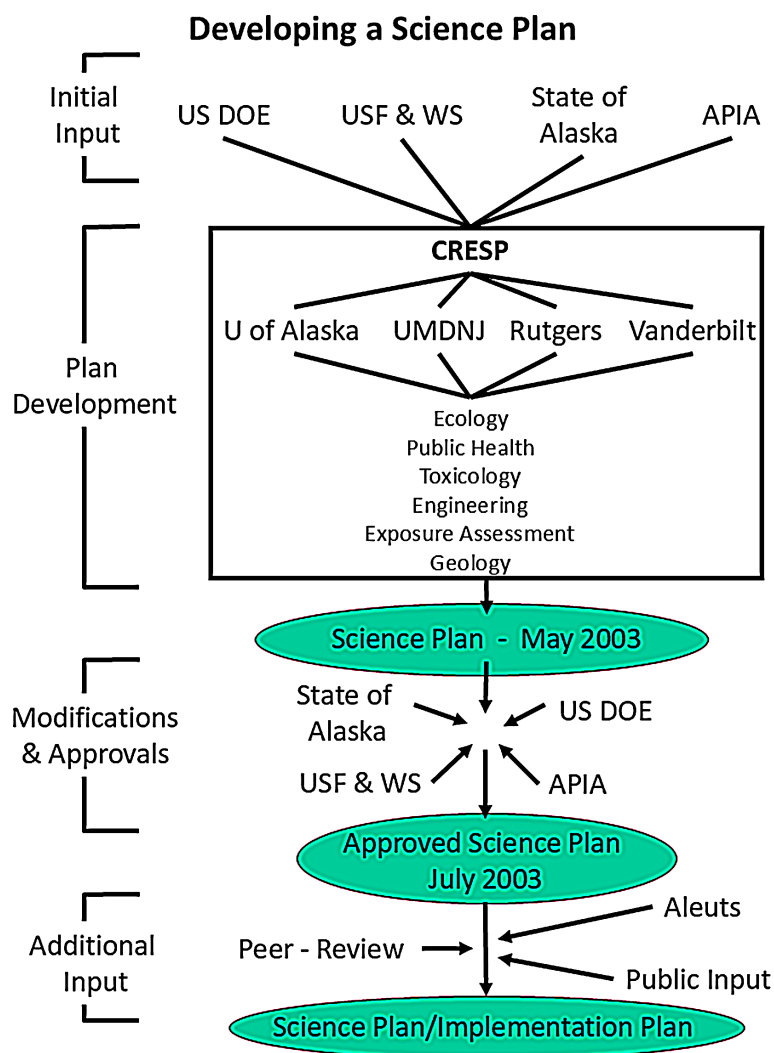 Developing a Science Plan
Initial
Input
US DOE
USF & WS
State of
Alaska
APIA
Plan
Development
CRESP
U of Alaska
UMDNJ
Rutgers
Vanderbilt
Ecology
Public Health
Toxicology
Engineering
Exposure Assessment
Geology
Science Plan - May 2003
Modifications
& Approvals
State of
Alaska
US DOE
USF & WS
APIA
Approved Science Plan
July 2003
Additional
Input
Aleuts
Peer - Review
Public Input
Science Plan/Implementation Plan